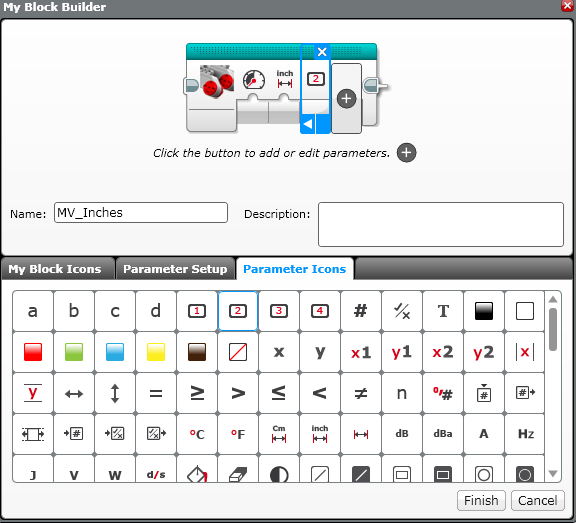 My Block Builder
inch
2
Click the button to add or edit parameters.
Name: MV_Inches Description:
My Block Icons Parameter Setup Parameter Icons
a b c d 1 2 3 4 # T
x y x1 y1 x2 y2 |x|
y = ≥ > ≤ < ≠ n 0,# # #
# °C °F Cm inch dB dBa A Hz
J V W d/s
Finish Cancel